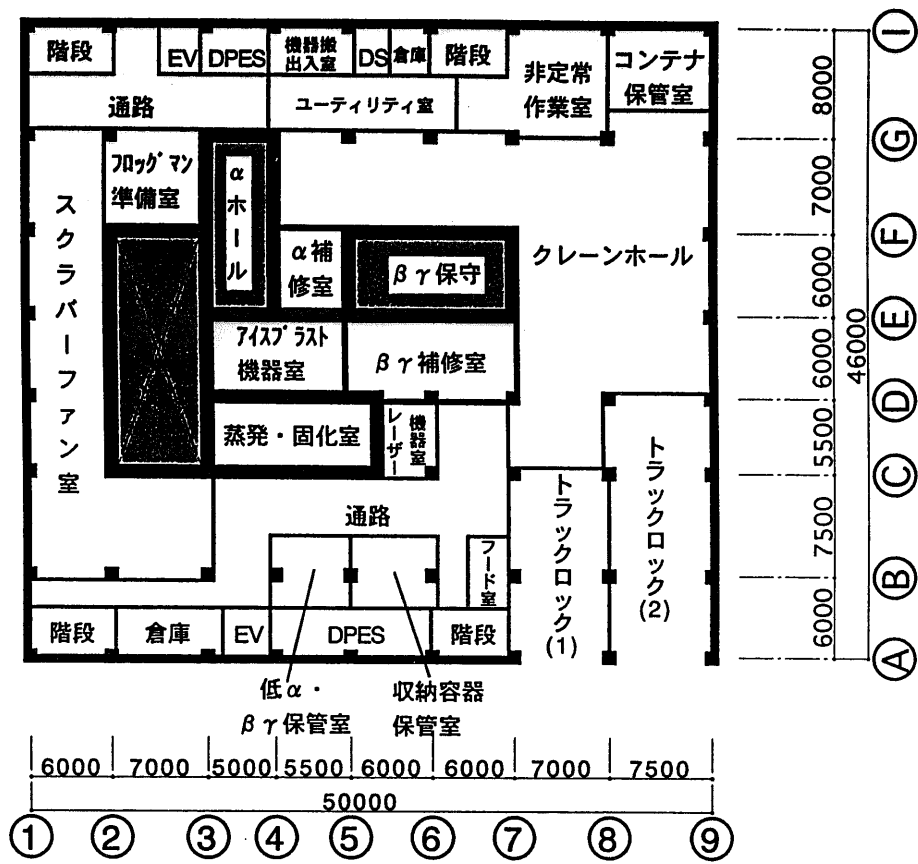 階段
EV
DPES
機器搬
出入室
DS
倉庫
階段
非定常
作業室
コンテナ
保管室
通路
ユーティリティ室
フロッグマン
準備室
αホール
スクラバーファン室
α補
修室
βγ保守
クレーンホール
アイスブラスト
機器室
βγ補修室
蒸発・固化室
レーザー
機器室
通路
フード室
トラックロック
(1)
トラックロック
(2)
階段
倉庫
EV
DPES
階段
低α・
βγ保管室
収納容器
保管室
I
G
F
E
D
C
B
A
8000
7000
6000
6000
5500
7500
6000
46000
6000 7000 5000 5500 6000 6000 7000 7500
50000
① ② ③ ④ ⑤ ⑥ ⑦ ⑧ ⑨